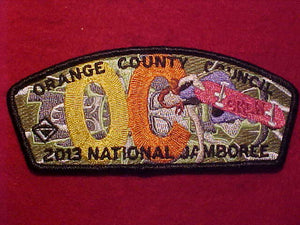 ORANGE COUNTY COUNCIL
OC
2013 NATIONAL JAMBOREE